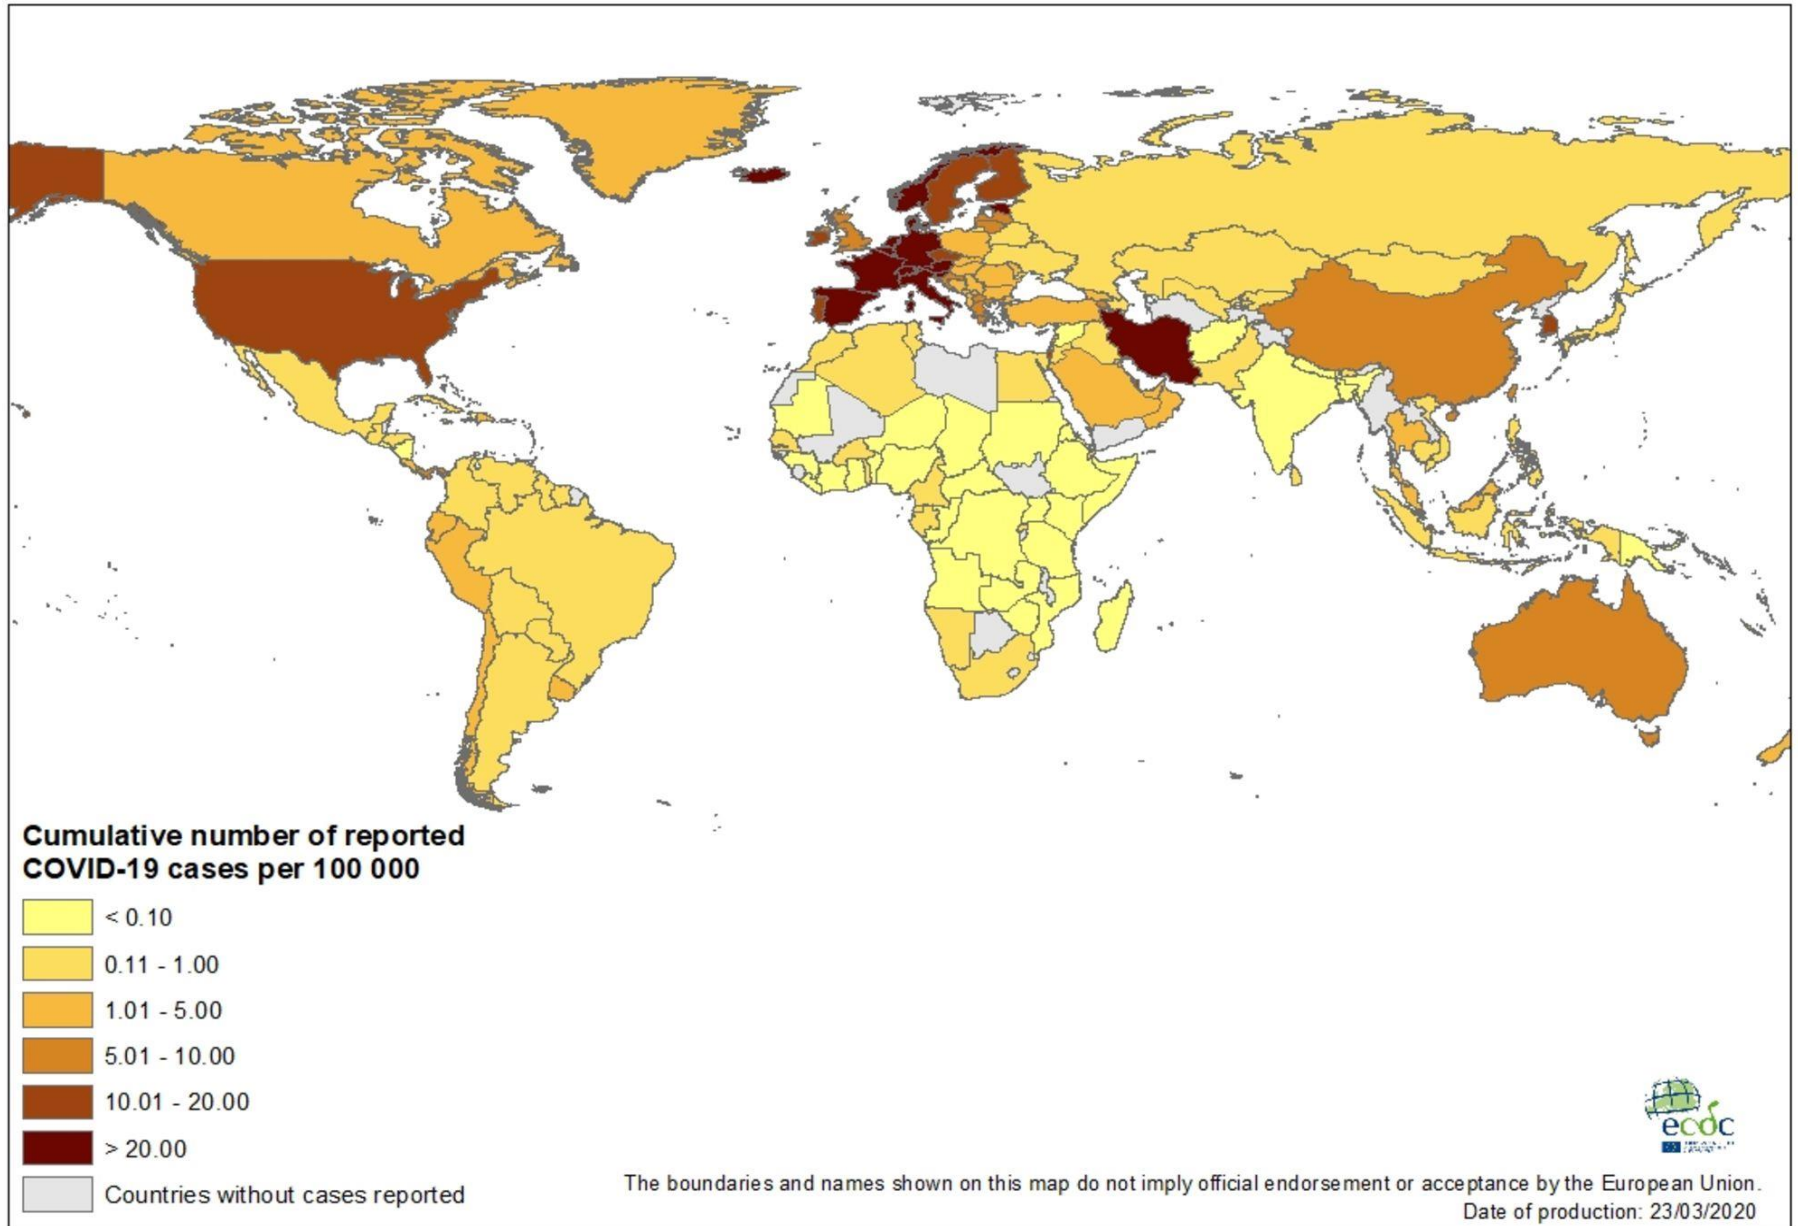 Cumulative number of reported
COVID-19 cases per 100 000
< 0.10
0.11 - 1.00
1.01 - 5.00
5.01 - 10.00
10.01 - 20.00
> 20.00
Countries without cases reported
ecdc
The boundaries and names shown on this map do not imply official endorsement or acceptance by the European Union.
Date of production: 23/03/2020